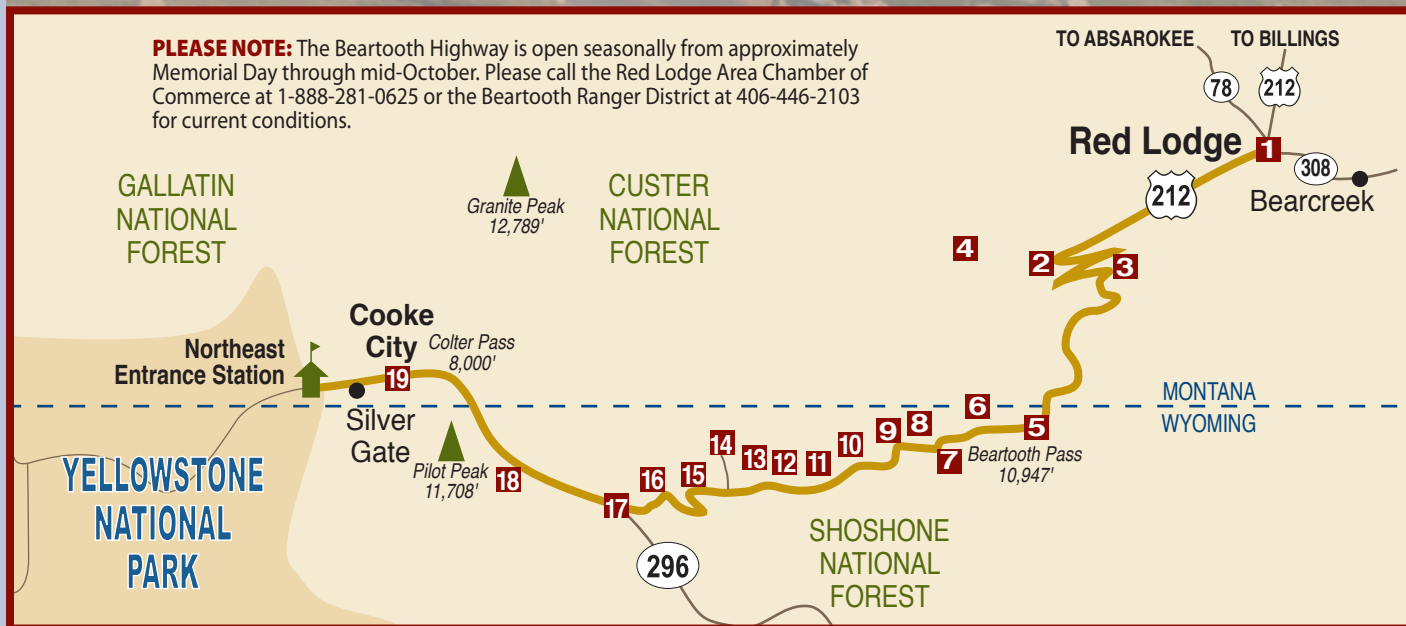 PLEASE NOTE: The Beartooth Highway is open seasonally from approximately
Memorial Day through mid-October. Please call the Red Lodge Area Chamber of
Commerce at 1-888-281-0625 or the Beartooth Ranger District at 406-446-2103
for current conditions.
TO ABSAROKEE
TO BILLINGS
78
212
Red Lodge
1
308
Bearcreek
212
GALLATIN
NATIONAL
FOREST
Granite Peak
12,789'
CUSTER
NATIONAL
FOREST
4
2
3
Cooke
City
Colter Pass
8,000'
Northeast
Entrance Station
19
Silver
Gate
MONTANA
WYOMING
YELLOWSTONE
NATIONAL
PARK
Pilot Peak
11,708'
18
17
16
15
14
13
12
11
10
9
8
7
6
5
Beartooth Pass
10,947'
296
SHOSHONE
NATIONAL
FOREST